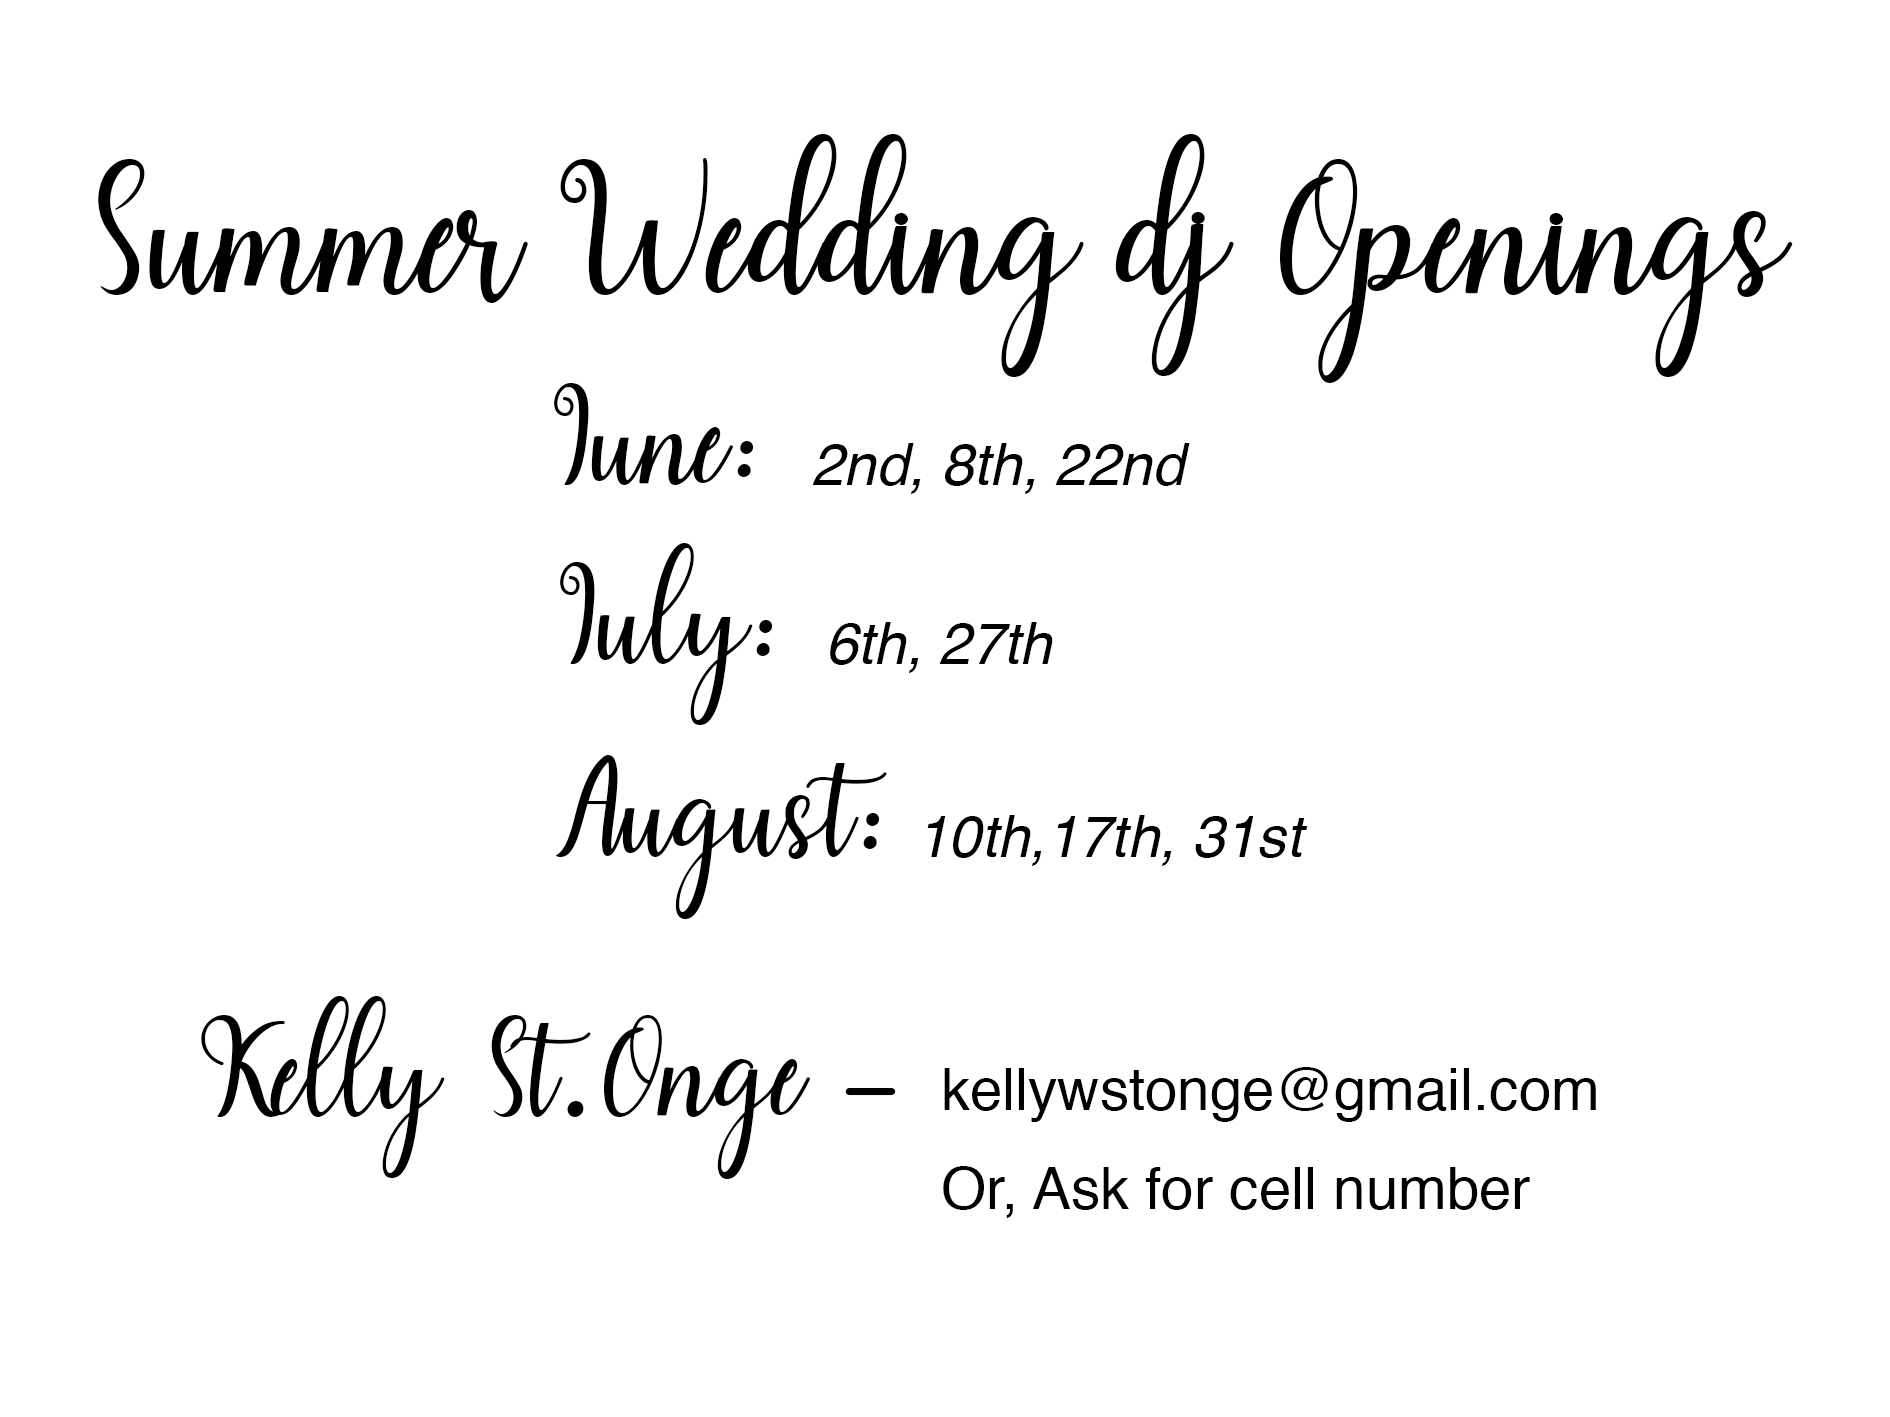 Summer Wedding dj Openings
June: 2nd, 8th, 22nd
July: 6th, 27th
August: 10th,17th, 31st
Kelly St.Onge – kellywstonge@gmail.com
Or, Ask for cell number